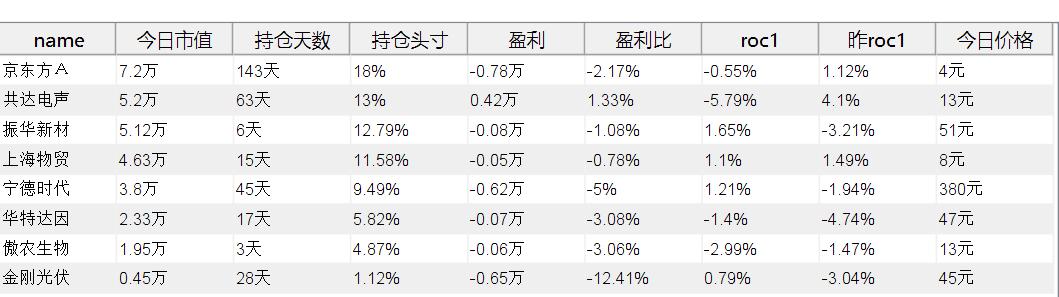 name 今日市值 持仓天数 持仓头寸 盈利 盈利比 roc1 昨roc1 今日价格
京东方Ａ 7.2万 143天 18% -0.78万 -2.17% -0.55% 1.12% 4元
共达电声 5.2万 63天 13% 0.42万 1.33% -5.79% 4.1% 13元
振华新材 5.12万 6天 12.79% -0.08万 -1.08% 1.65% -3.21% 51元
上海物贸 4.63万 15天 11.58% -0.05万 -0.78% 1.1% 1.49% 8元
宁德时代 3.8万 45天 9.49% -0.62万 -5% 1.21% -1.94% 380元
华特达因 2.33万 17天 5.82% -0.07万 -3.08% -1.4% -4.74% 47元
傲农生物 1.95万 3天 4.87% -0.06万 -3.06% -2.99% -1.47% 13元
金刚光伏 0.45万 28天 1.12% -0.65万 -12.41% 0.79% -3.04% 45元